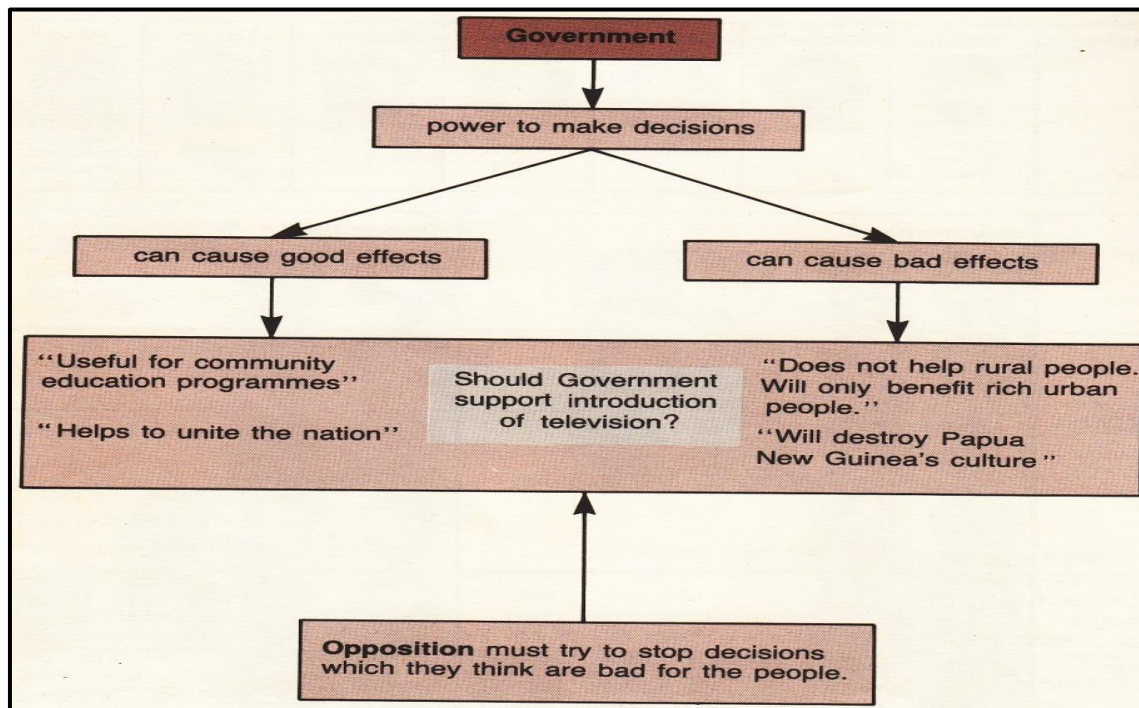 Government
power to make decisions
can cause good effects
can cause bad effects
“Useful for community
education programmes”
“Helps to unite the nation”
Should Government
support introduction
of television?
“Does not help rural people.
Will only benefit rich urban
people.”
“Will destroy Papua
New Guinea’s culture”
Opposition must try to stop decisions
which they think are bad for the people.